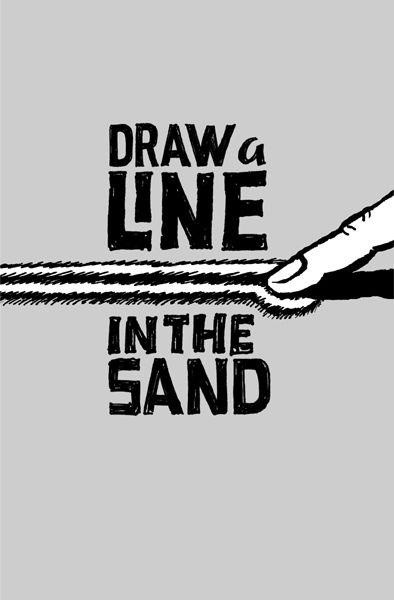 DRAW a
LINE
IN THE
SAND